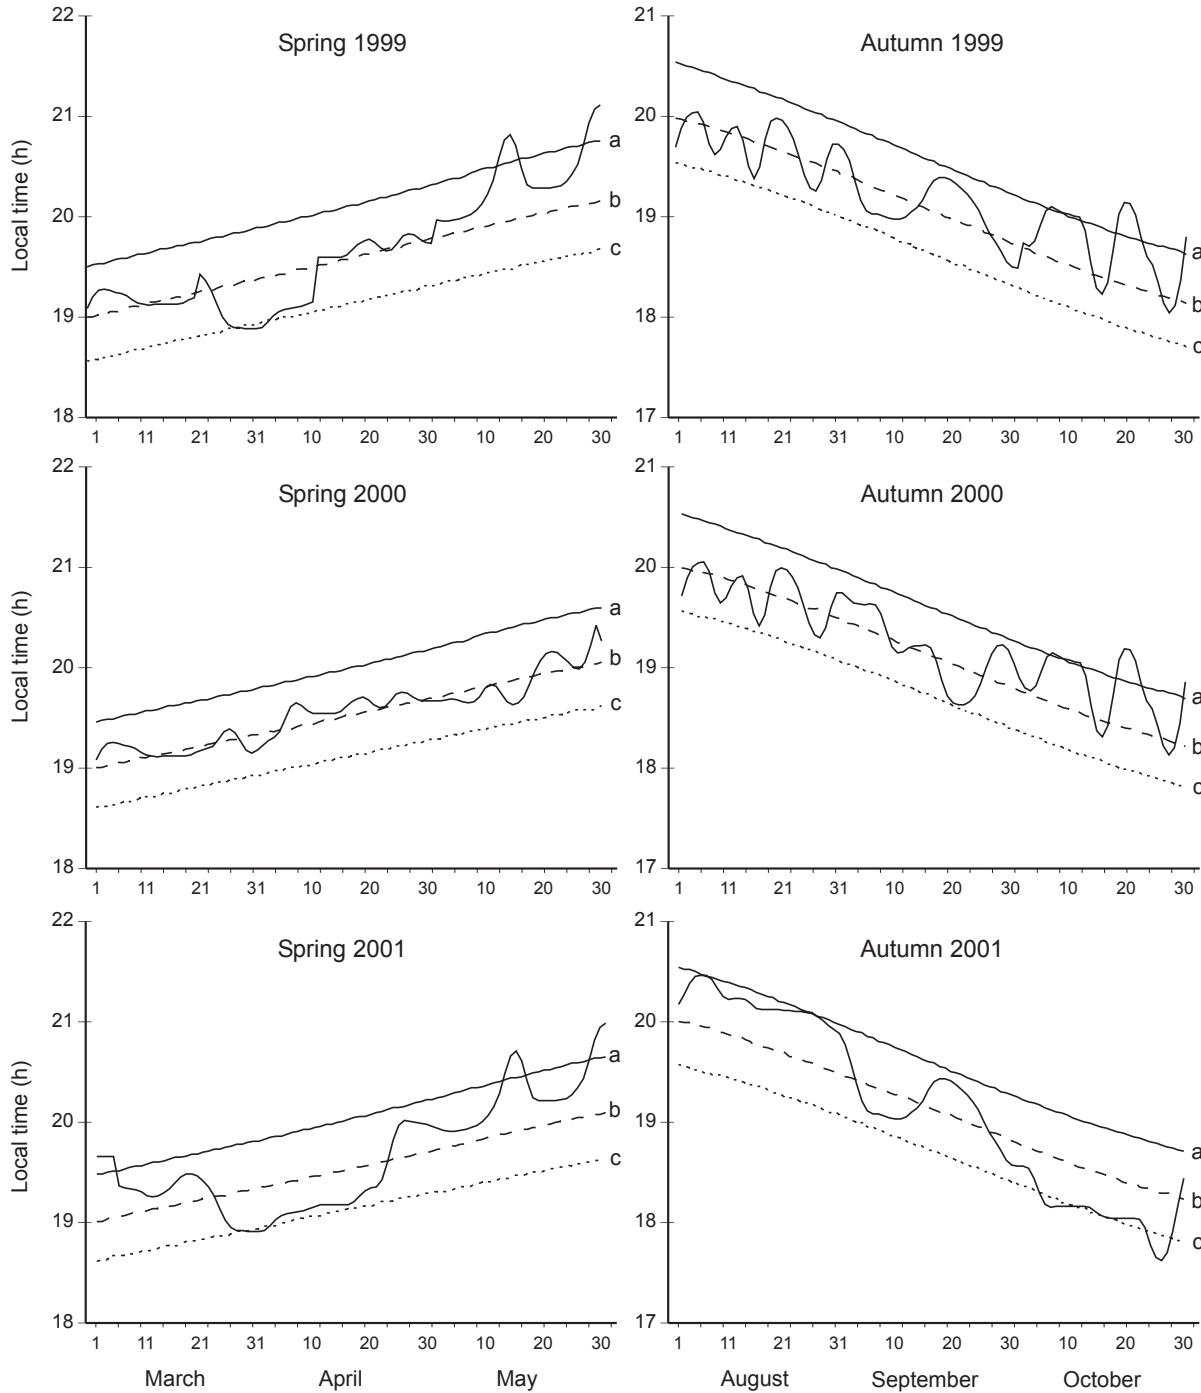 Spring 1999
Local time (h)
22
21
20
19
18
a
b
c
1 11 21 31 10 20 30 10 20 30
Autumn 1999
21
20
19
18
17
a
b
c
1 11 21 31 10 20 30 10 20 30
Spring 2000
Local time (h)
22
21
20
19
18
a
b
c
1 11 21 31 10 20 30 10 20 30
Autumn 2000
21
20
19
18
17
a
b
c
1 11 21 31 10 20 30 10 20 30
Spring 2001
Local time (h)
22
21
20
19
18
a
b
c
1 11 21 31 10 20 30 10 20 30
March April May
Autumn 2001
21
20
19
18
17
a
b
c
1 11 21 31 10 20 30 10 20 30
August September October